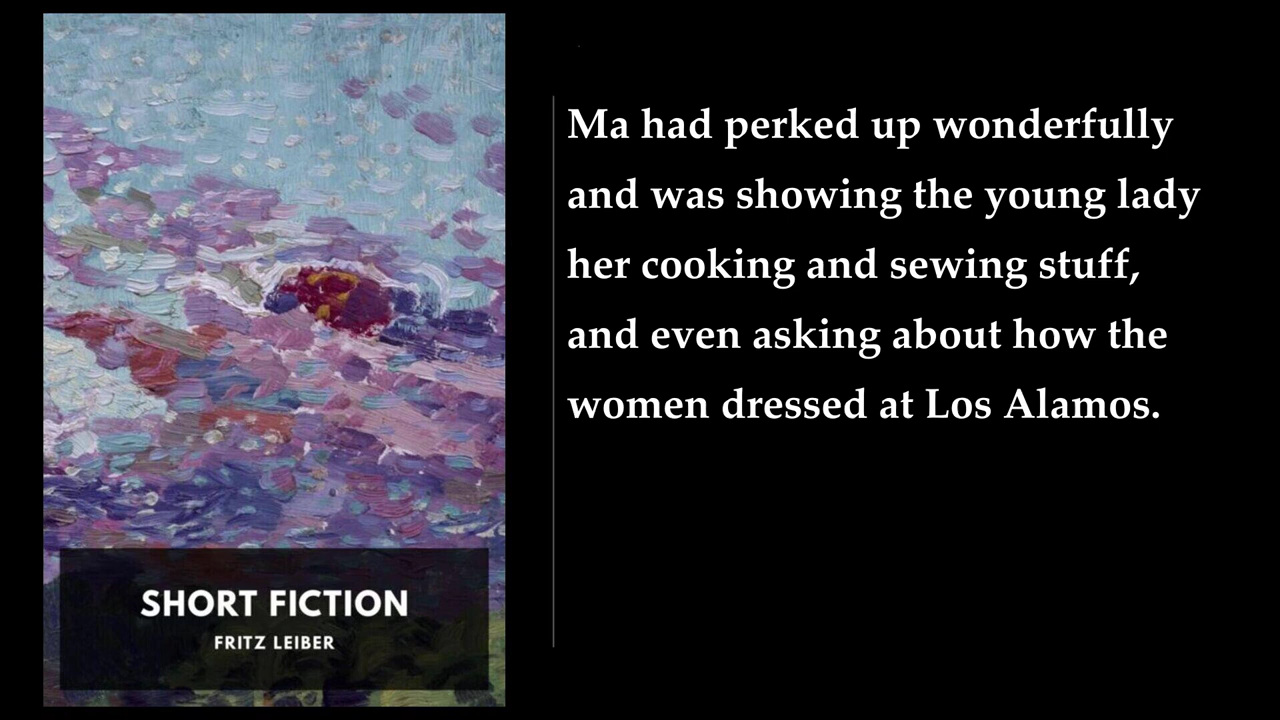 Ma had perked up wonderfully
and was showing the young lady
her cooking and sewing stuff,
and even asking about how the
women dressed at Los Alamos.
SHORT FICTION
FRITZ LEIBER